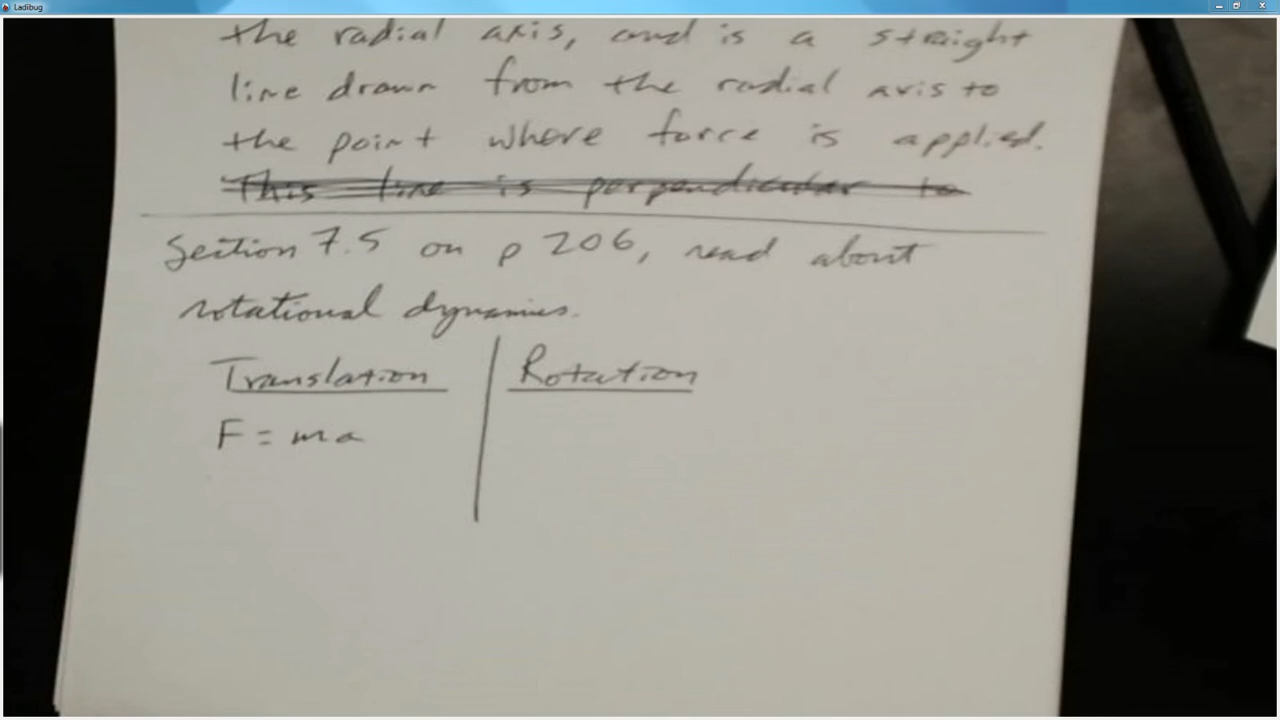 Ladibug
the radial axis, and is a straight
line drawn from the radial axis to
the point where force is applied.
This line is perpendicular to
Section 7.5 on p 206, read about
rotational dynamics.
Translation Rotation
F = ma